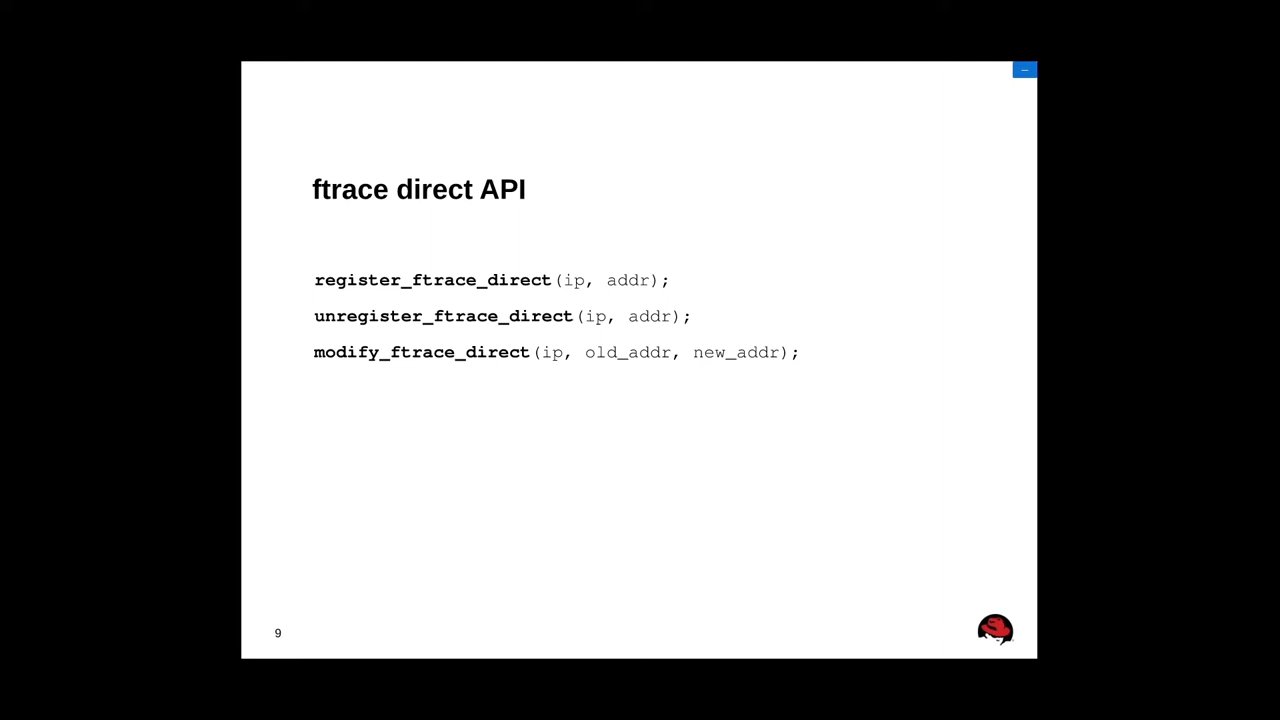 ftrace direct API
register_ftrace_direct(ip, addr);
unregister_ftrace_direct(ip, addr);
modify_ftrace_direct(ip, old_addr, new_addr);
9